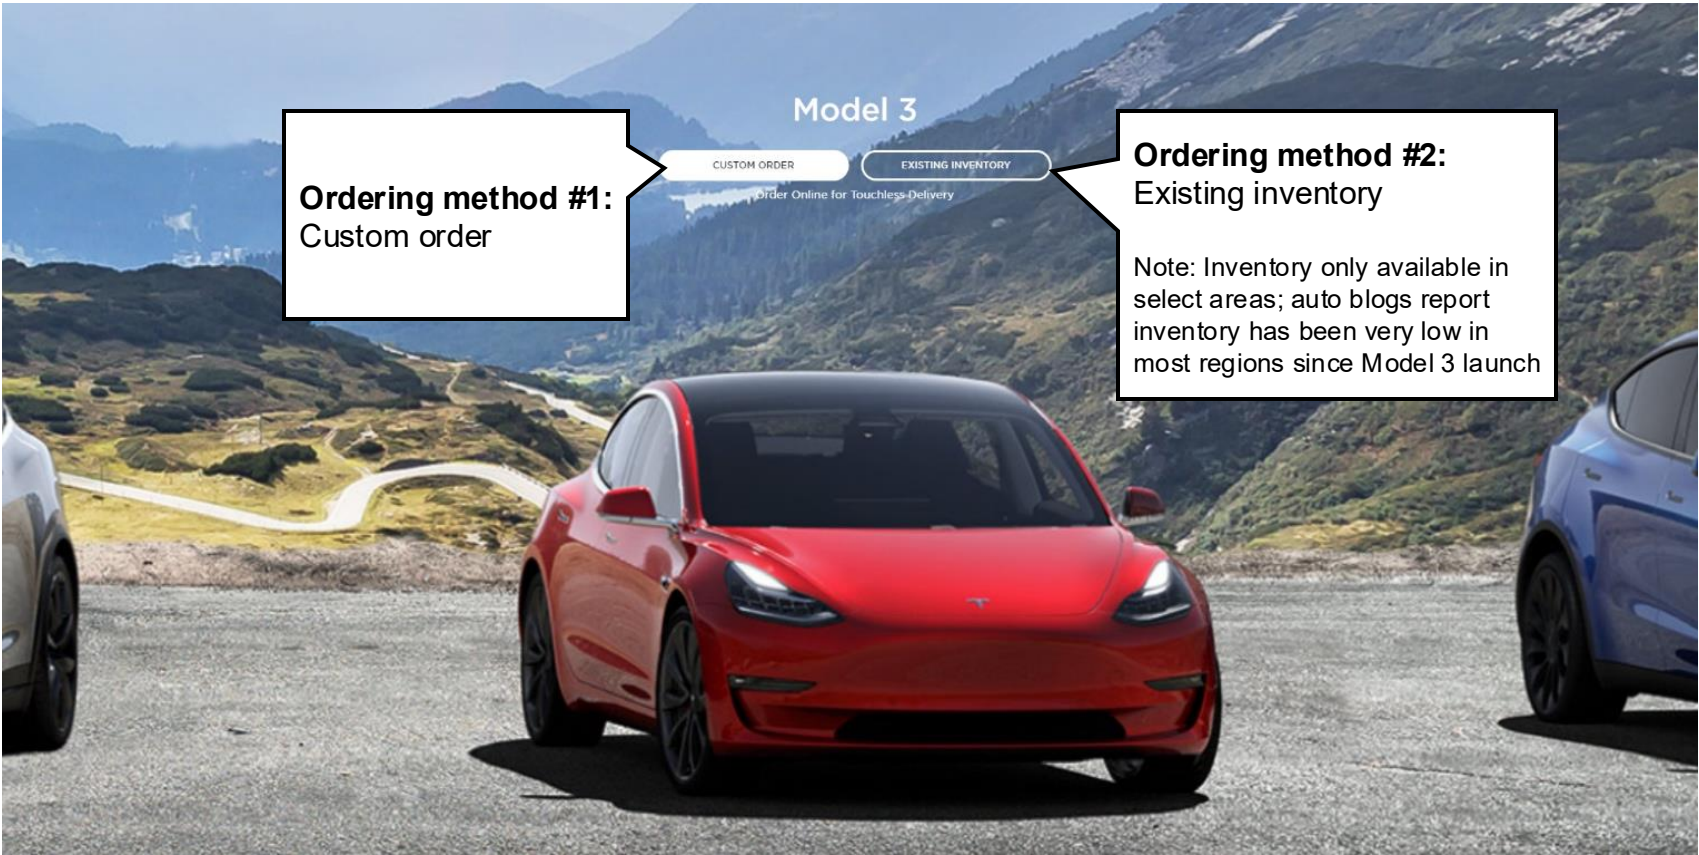 Model 3
CUSTOM ORDER
EXISTING INVENTORY
Order Online for Touchless Delivery
Ordering method #1:
Custom order
Ordering method #2:
Existing inventory
Note: Inventory only available in
select areas; auto blogs report
inventory has been very low in
most regions since Model 3 launch